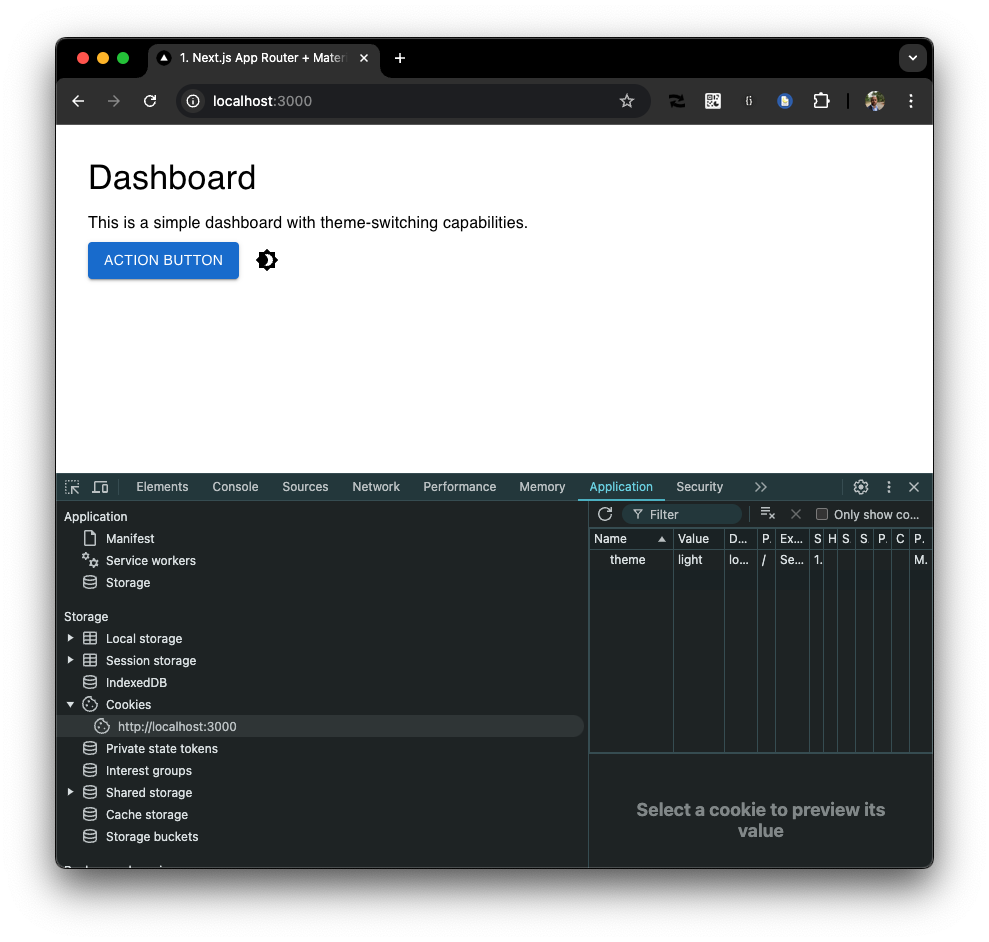 1. Next.js App Router + Mater
localhost:3000
Dashboard
This is a simple dashboard with theme-switching capabilities.
ACTION BUTTON
Elements Console Sources Network Performance Memory Application Security
Application
Manifest
Service workers
Storage
Storage
Local storage
Session storage
IndexedDB
Cookies
http://localhost:3000
Private state tokens
Interest groups
Shared storage
Cache storage
Storage buckets
Filter Only show co...
Name Value D... P. Ex... S H S. S. P. C P.
theme light lo... / Se... 1. M.
Select a cookie to preview its
value